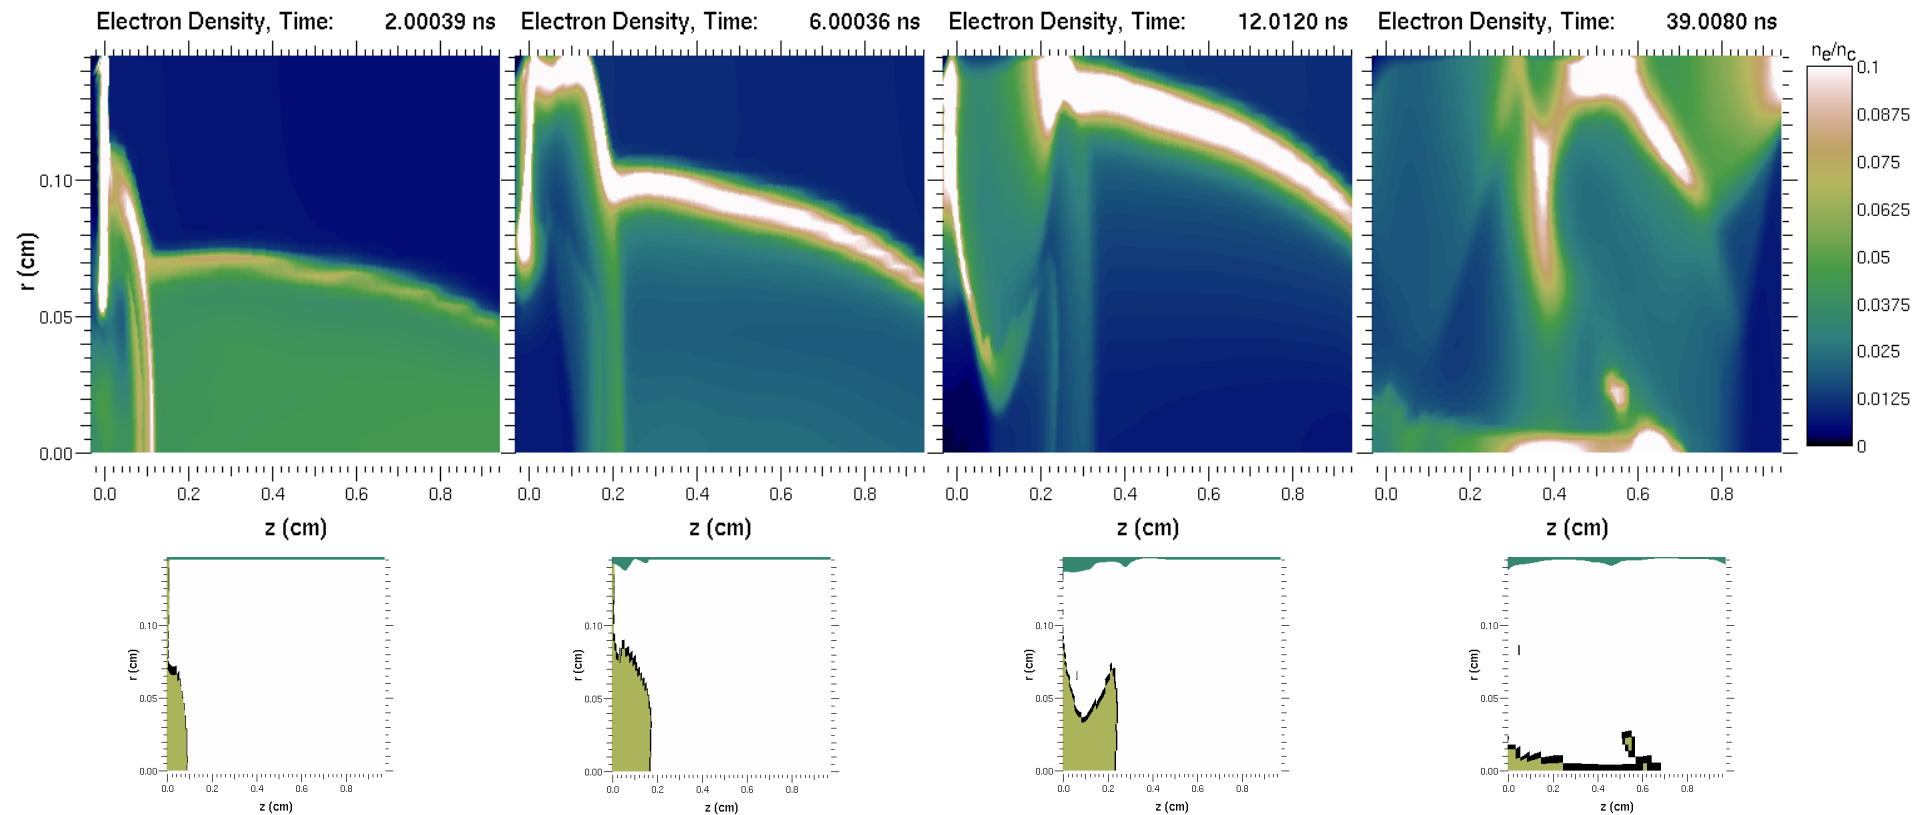 Electron Density, Time: 2.00039 ns
Electron Density, Time: 6.00036 ns
Electron Density, Time: 12.0120 ns
Electron Density, Time: 39.0080 ns
ne/nc
0.1
0.0875
0.075
0.0625
0.05
0.0375
0.025
0.0125
0
r (cm)
0.10
0.05
0.00
0.0 0.2 0.4 0.6 0.8
0.0 0.2 0.4 0.6 0.8
0.0 0.2 0.4 0.6 0.8
0.0 0.2 0.4 0.6 0.8
z (cm)
z (cm)
z (cm)
z (cm)
r (cm)
0.10
0.05
0.00
0.0 0.2 0.4 0.6 0.8
z (cm)
r (cm)
0.10
0.05
0.00
0.0 0.2 0.4 0.6 0.8
z (cm)
r (cm)
0.10
0.05
0.00
0.0 0.2 0.4 0.6 0.8
z (cm)
r (cm)
0.10
0.05
0.00
0.0 0.2 0.4 0.6 0.8
z (cm)